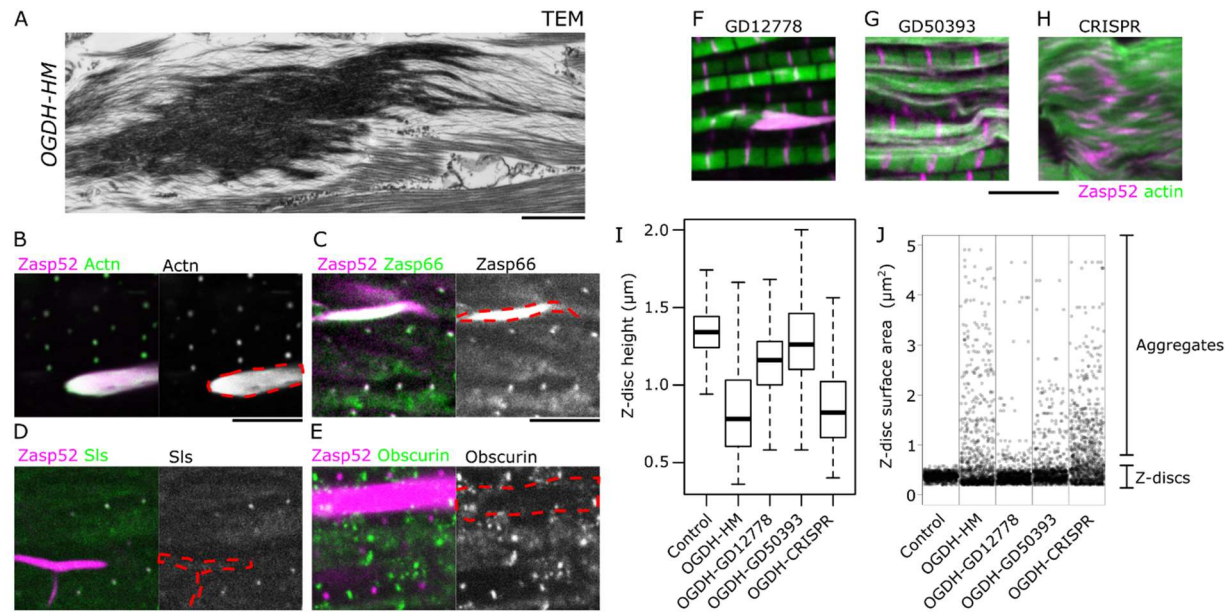 A
TEM
OGDH-HM
B
Zasp52 Actn
Actn
C
Zasp52 Zasp66
Zasp66
D
Zasp52 Sls
Sls
E
Zasp52 Obscurin
Obscurin
F
GD12778
G
GD50393
H
CRISPR
Zasp52 actin
I
Z-disc height (µm)
2.0
1.5
1.0
0.5
Control
OGDH-HM
OGDH-GD12778
OGDH-GD50393
OGDH-CRISPR
J
Z-disc surface area (µm²)
5
4
3
2
1
0
Control
OGDH-HM
OGDH-GD12778
OGDH-GD50393
OGDH-CRISPR
Aggregates
Z-discs